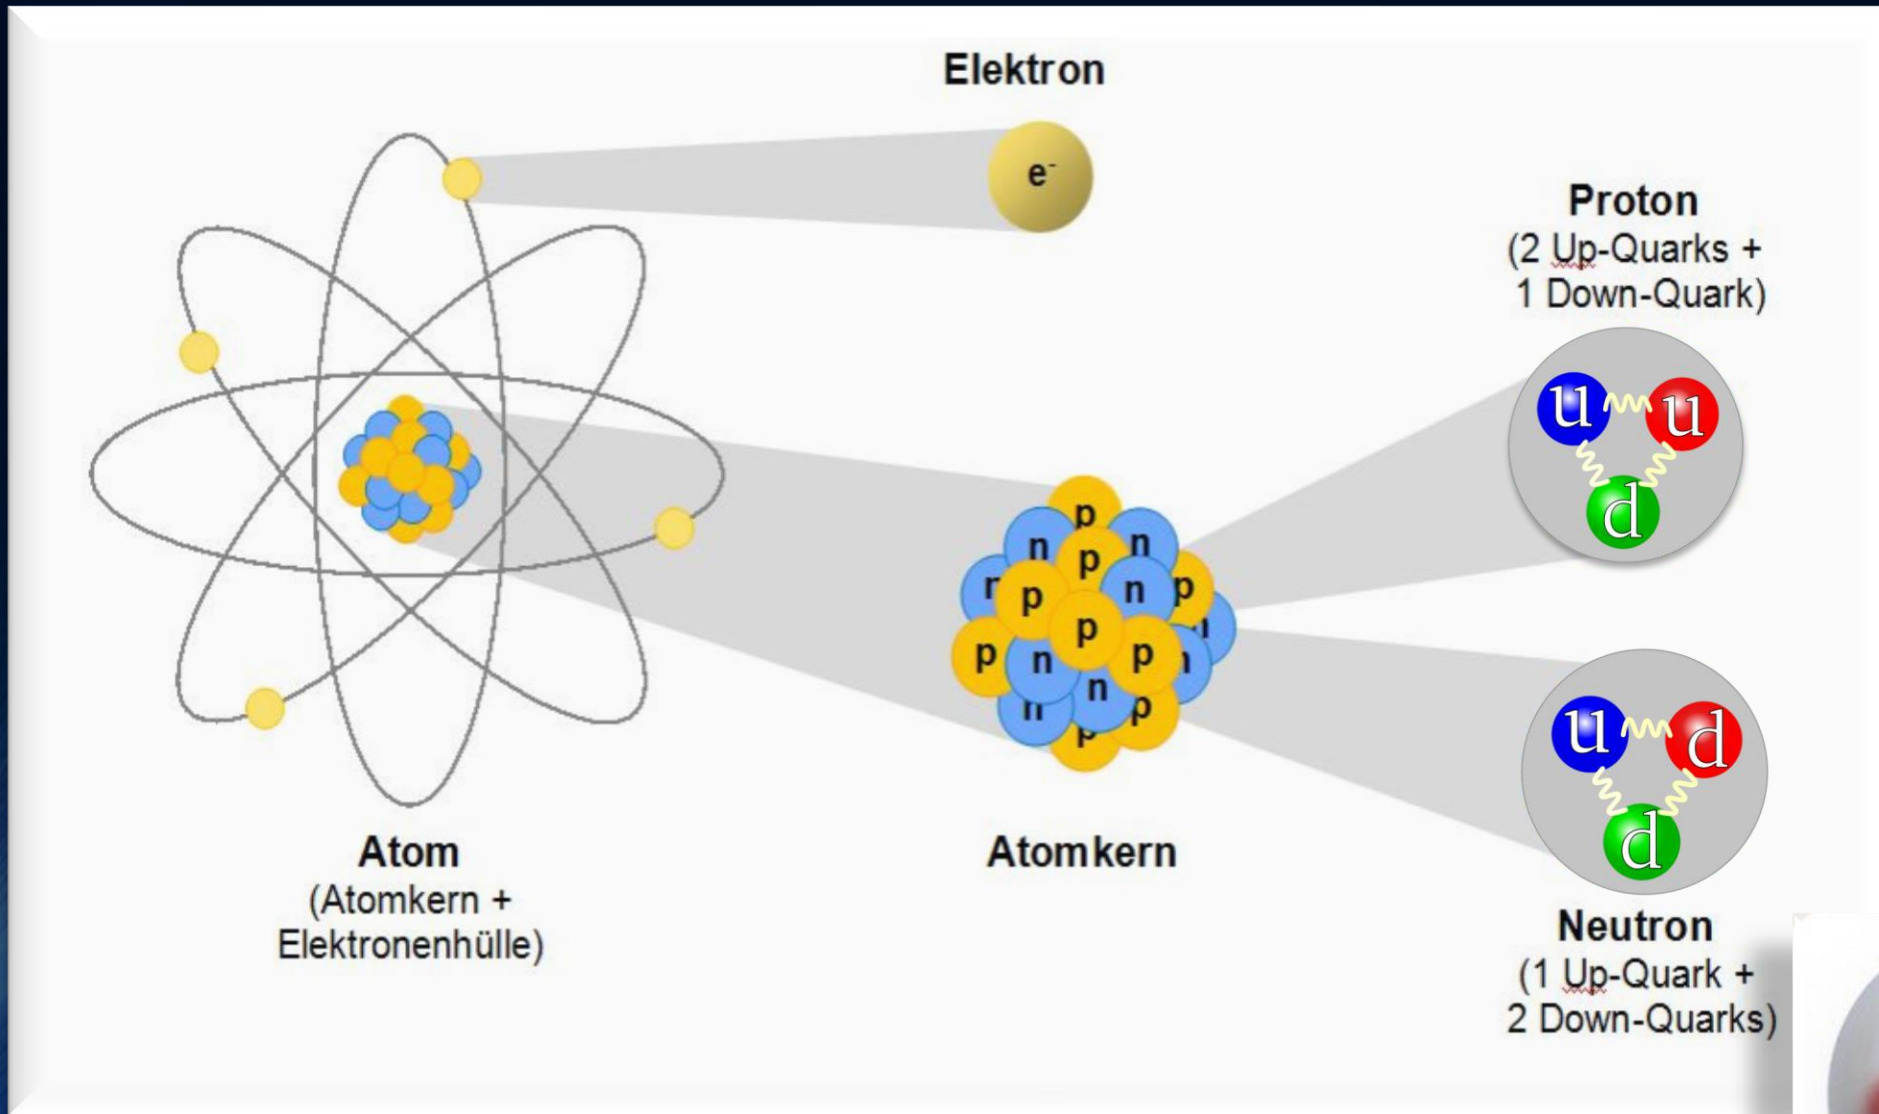 Elektron
e⁻
Proton
(2 Up-Quarks +
1 Down-Quark)
u u
d
p
n p n
p n p
p
p n p
n
n p
p
u d
d
Atom
(Atomkern +
Elektronenhülle)
Atomkern
Neutron
(1 Up-Quark +
2 Down-Quarks)